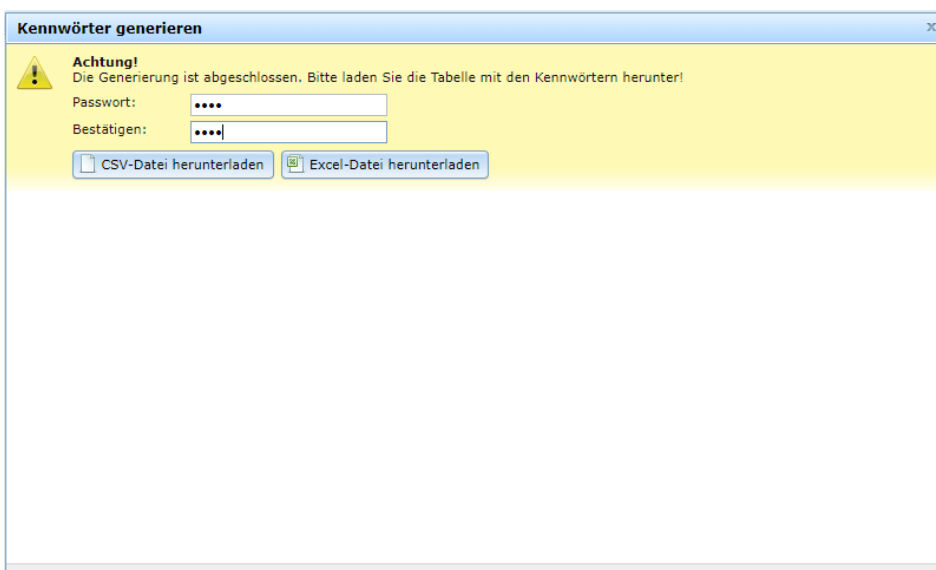 Kennwörter generieren
x
Achtung!
Die Generierung ist abgeschlossen. Bitte laden Sie die Tabelle mit den Kennwörtern herunter!
Passwort: ••••
Bestätigen: ••••
CSV-Datei herunterladen Excel-Datei herunterladen